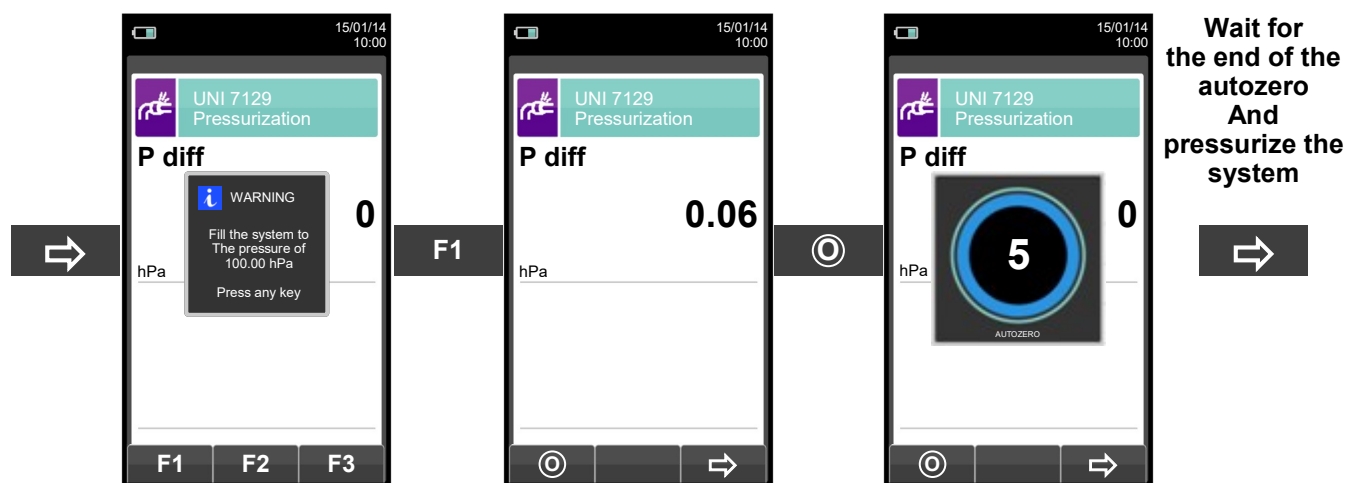 15/01/14
10:00
UNI 7129
Pressurization
P diff
i WARNING
Fill the system to
The pressure of
100.00 hPa
Press any key
0
hPa
F1 F2 F3
F1
15/01/14
10:00
UNI 7129
Pressurization
P diff
0.06
hPa
15/01/14
10:00
UNI 7129
Pressurization
P diff
5
0
hPa
AUTOZERO
Wait for
the end of the
autozero
And
pressurize the
system